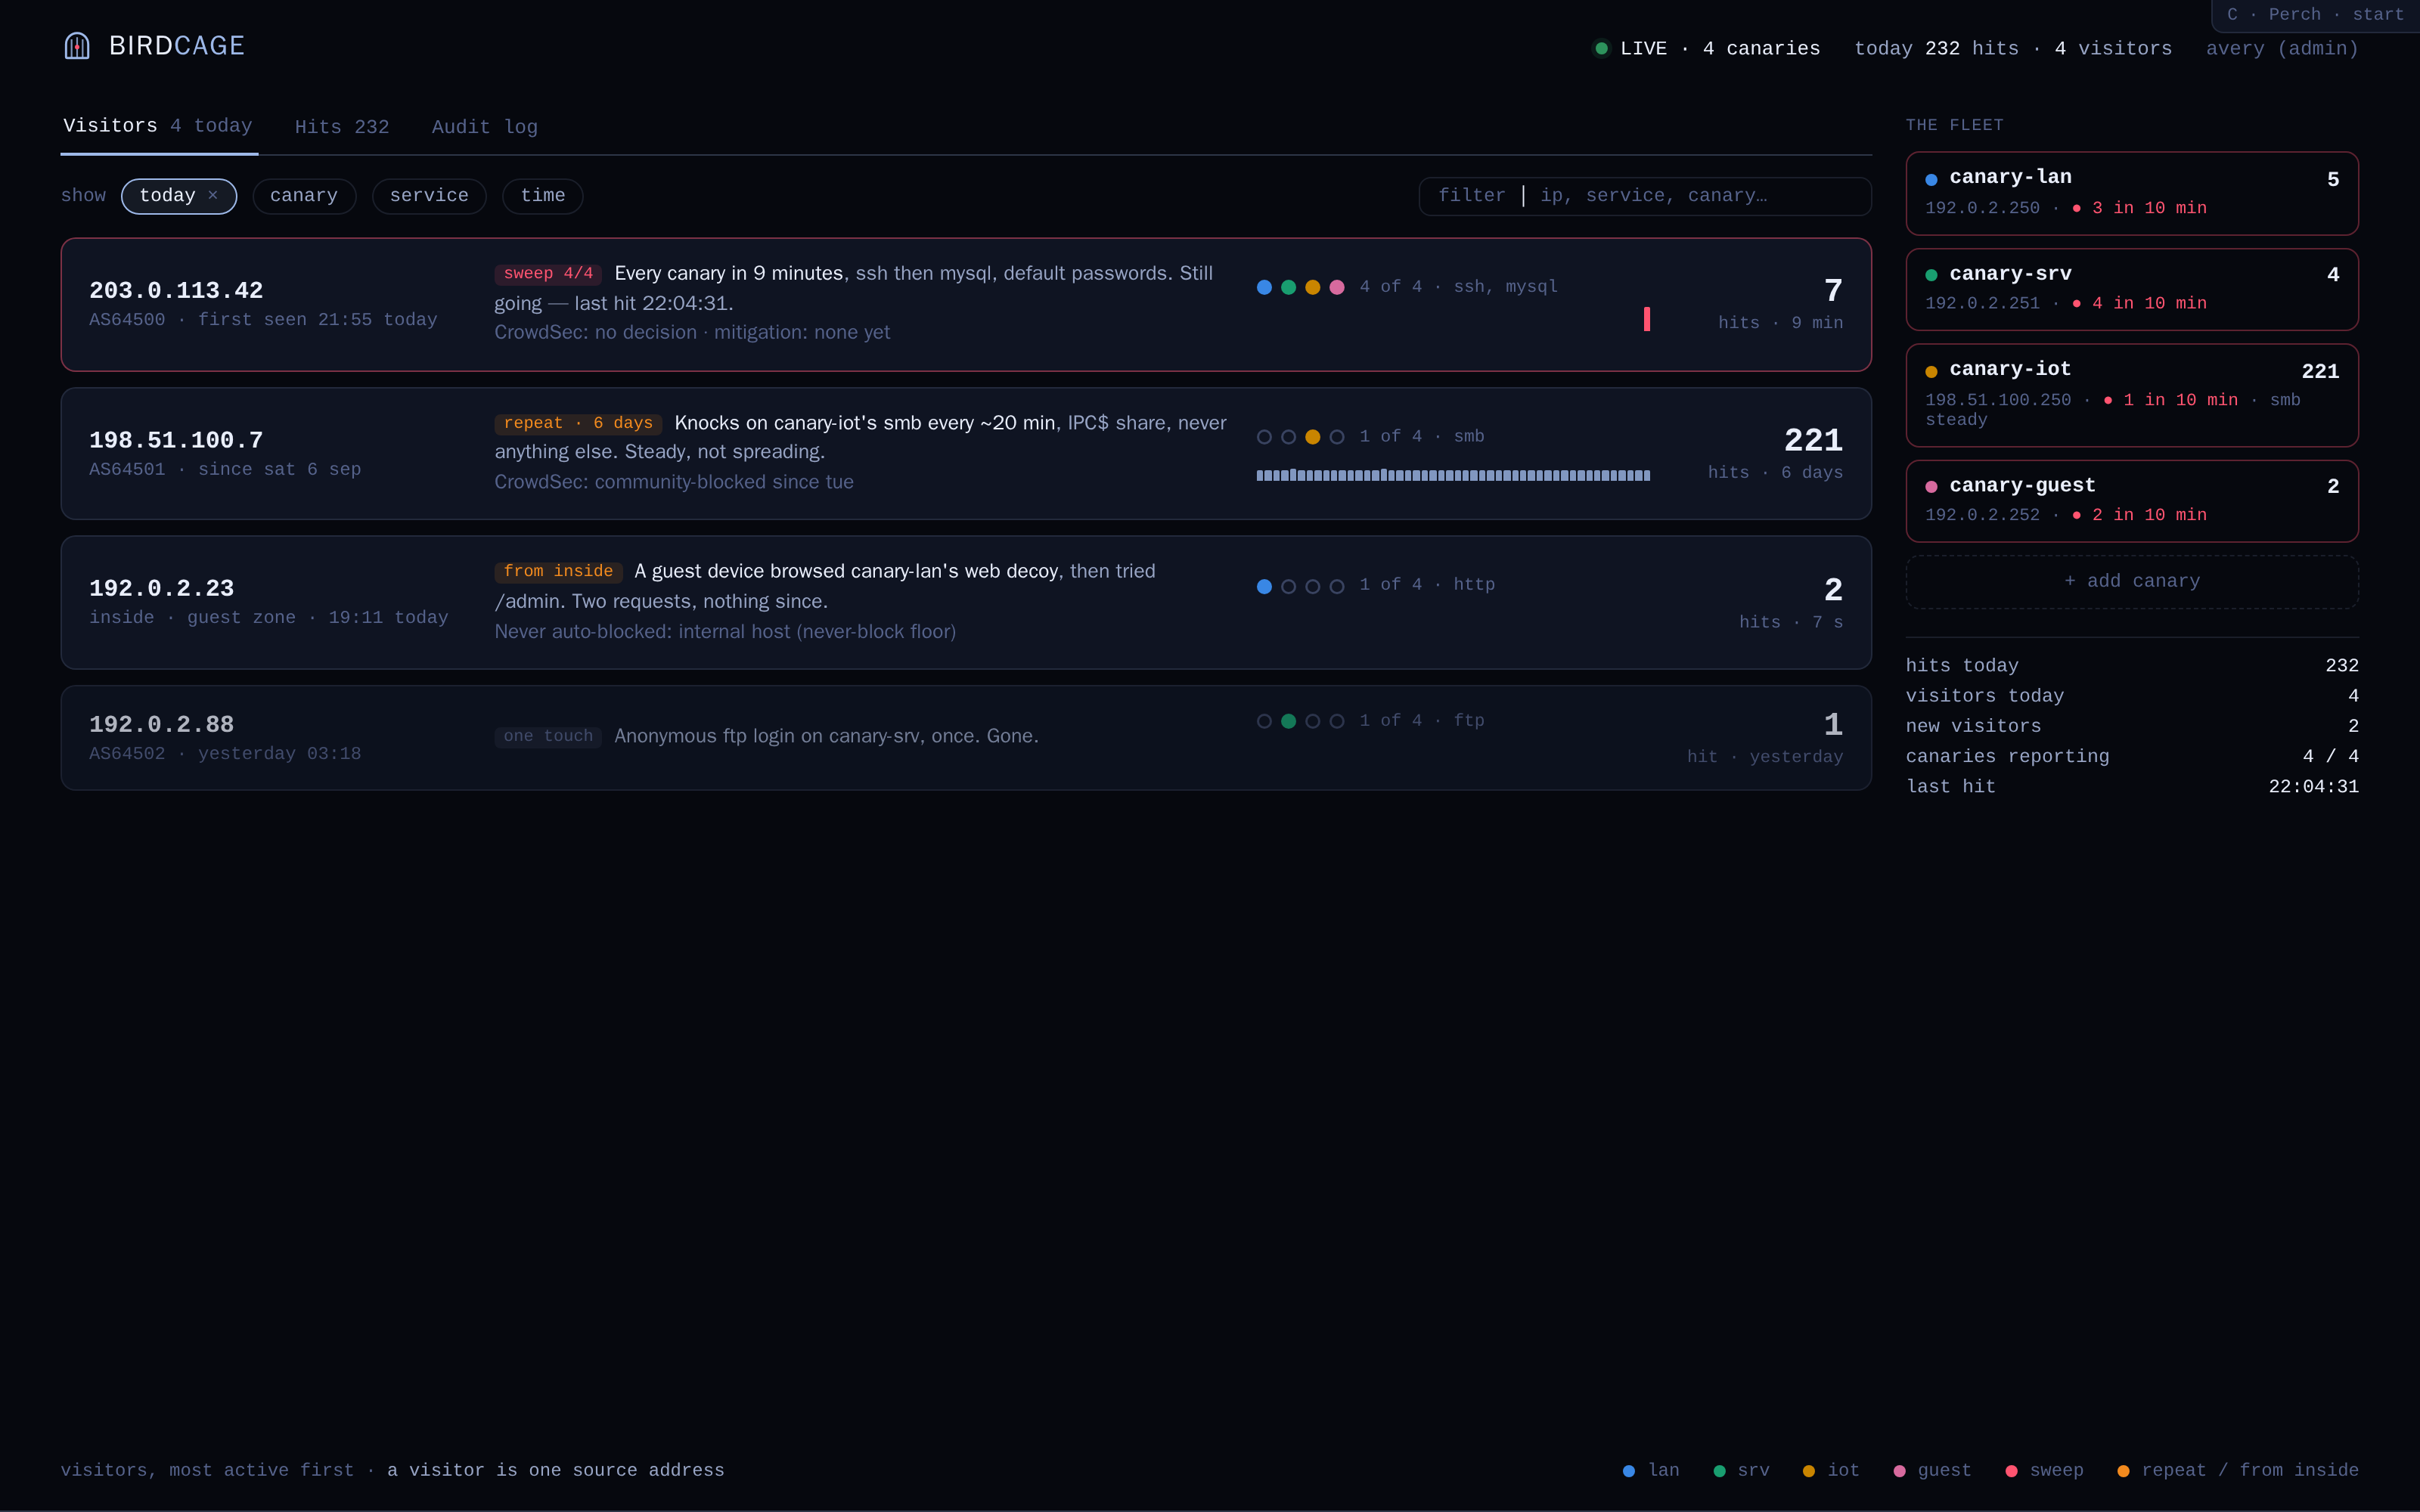 C · Perch · start
BIRDCAGE
LIVE · 4 canaries today 232 hits · 4 visitors avery (admin)
Visitors 4 today Hits 232 Audit log
show today × canary service time filter ip, service, canary…
203.0.113.42
AS64500 · first seen 21:55 today
sweep 4/4 Every canary in 9 minutes, ssh then mysql, default passwords. Still
going — last hit 22:04:31.
CrowdSec: no decision · mitigation: none yet
4 of 4 · ssh, mysql
7
hits · 9 min
198.51.100.7
AS64501 · since sat 6 sep
repeat · 6 days Knocks on canary-iot's smb every ~20 min, IPC$ share, never
anything else. Steady, not spreading.
CrowdSec: community-blocked since tue
1 of 4 · smb
221
hits · 6 days
192.0.2.23
inside · guest zone · 19:11 today
from inside A guest device browsed canary-lan's web decoy, then tried
/admin. Two requests, nothing since.
Never auto-blocked: internal host (never-block floor)
1 of 4 · http
2
hits · 7 s
192.0.2.88
AS64502 · yesterday 03:18
one touch Anonymous ftp login on canary-srv, once. Gone.
1 of 4 · ftp
1
hit · yesterday
THE FLEET
canary-lan 5
192.0.2.250 · ● 3 in 10 min
canary-srv 4
192.0.2.251 · ● 4 in 10 min
canary-iot 221
198.51.100.250 · ● 1 in 10 min · smb
steady
canary-guest 2
192.0.2.252 · ● 2 in 10 min
+ add canary
hits today 232
visitors today 4
new visitors 2
canaries reporting 4 / 4
last hit 22:04:31
visitors, most active first · a visitor is one source address
lan srv iot guest sweep repeat / from inside